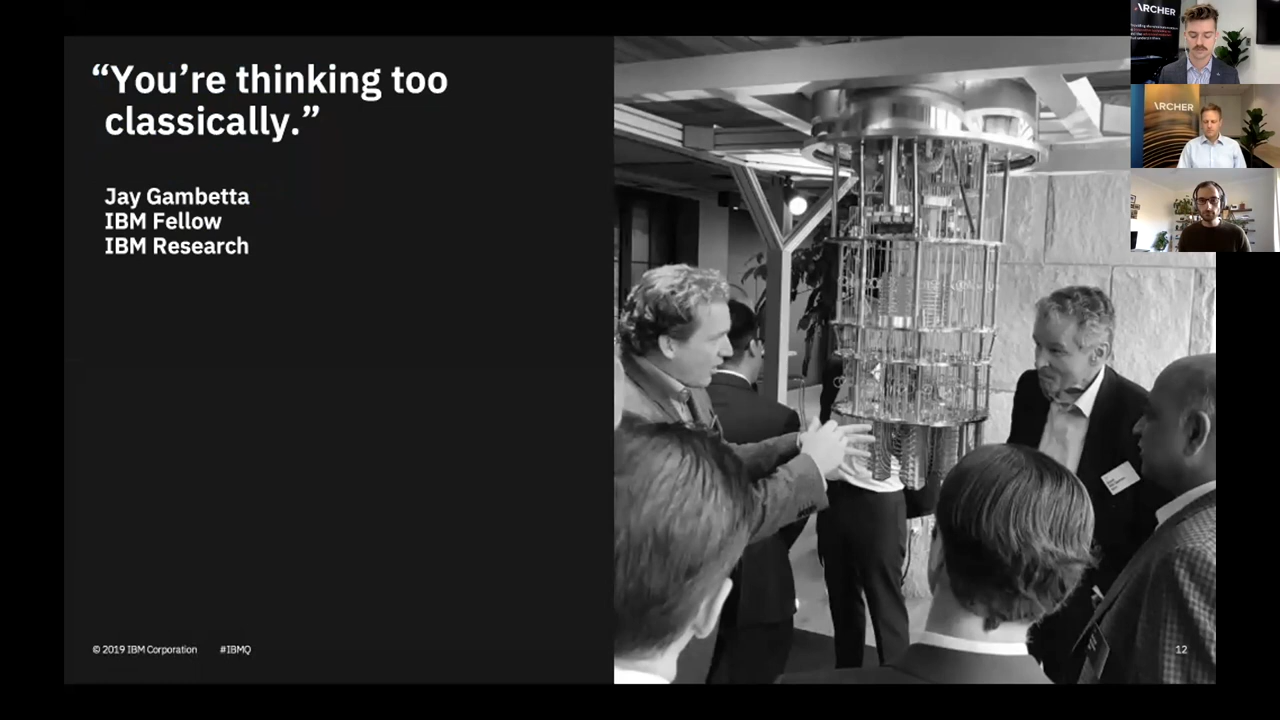 “You’re thinking too
classically.”
Jay Gambetta
IBM Fellow
IBM Research
© 2019 IBM Corporation #IBMQ
12
ARCHER
ARCHER